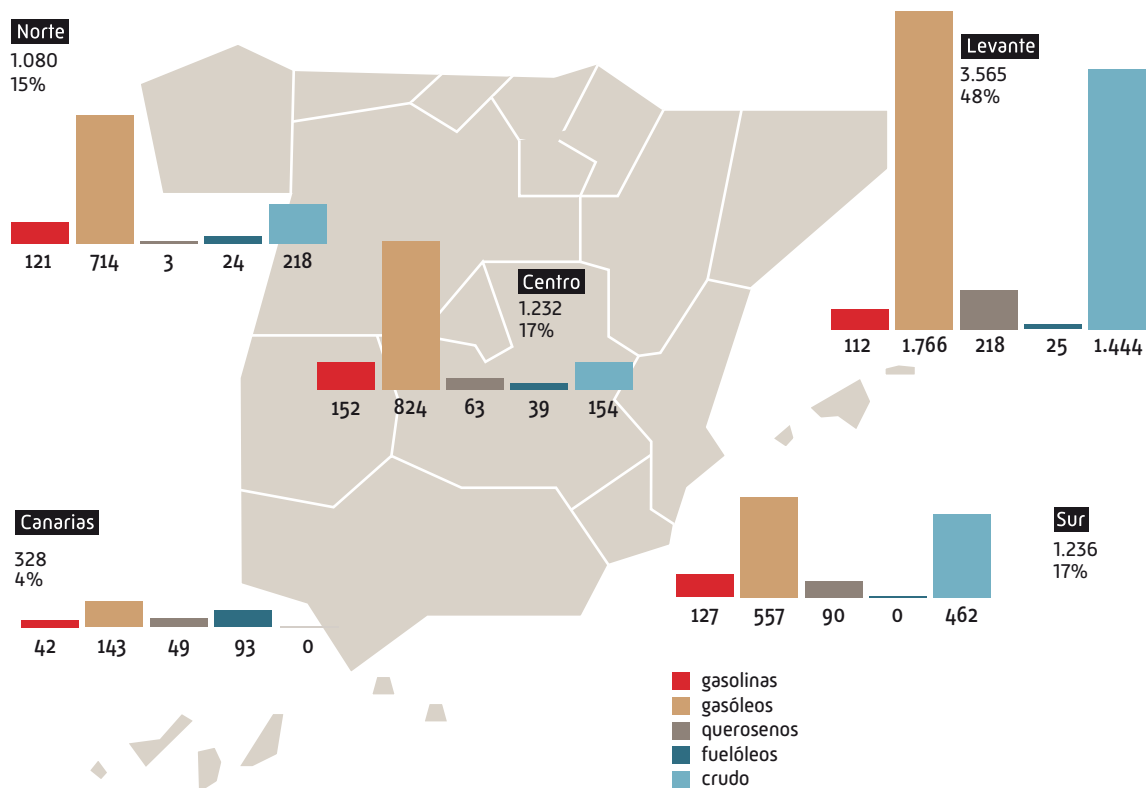 Norte
1.080
15%
121 714 3 24 218
Levante
3.565
48%
112 1.766 218 25 1.444
Centro
1.232
17%
152 824 63 39 154
Canarias
328
4%
42 143 49 93 0
Sur
1.236
17%
127 557 90 0 462
gasolinas
gasóleos
querosenos
fuelóleos
crudo